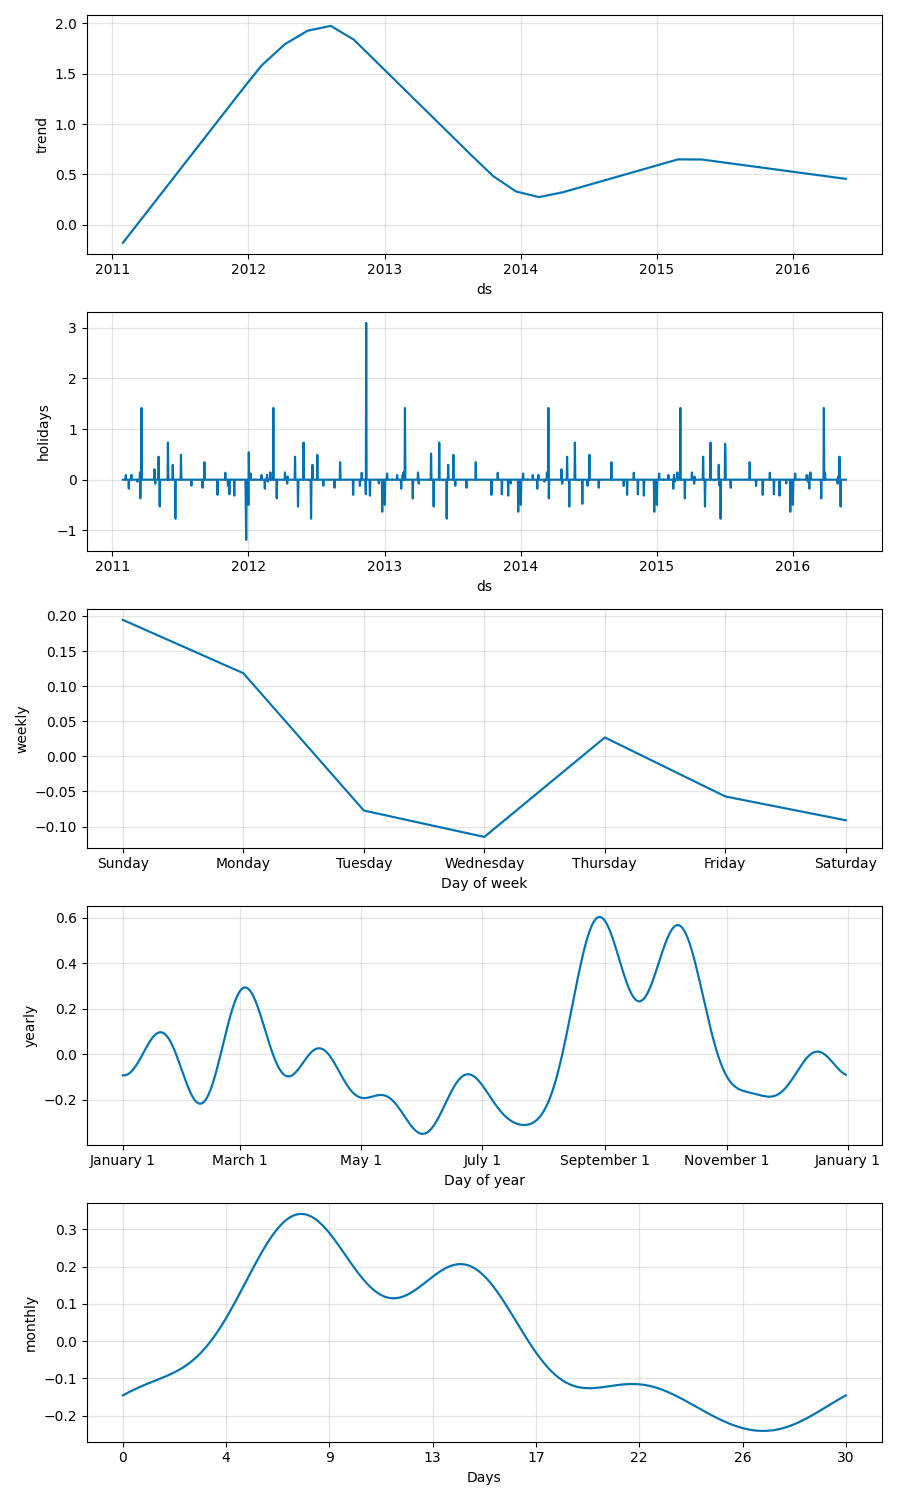 trend
2.0
1.5
1.0
0.5
0.0
2011 2012 2013 2014 2015 2016
ds
holidays
3
2
1
0
−1
2011 2012 2013 2014 2015 2016
ds
weekly
0.20
0.15
0.10
0.05
0.00
−0.05
−0.10
Sunday Monday Tuesday Wednesday Thursday Friday Saturday
Day of week
yearly
0.6
0.4
0.2
0.0
−0.2
January 1 March 1 May 1 July 1 September 1 November 1 January 1
Day of year
monthly
0.3
0.2
0.1
0.0
−0.1
−0.2
0 4 9 13 17 22 26 30
Days